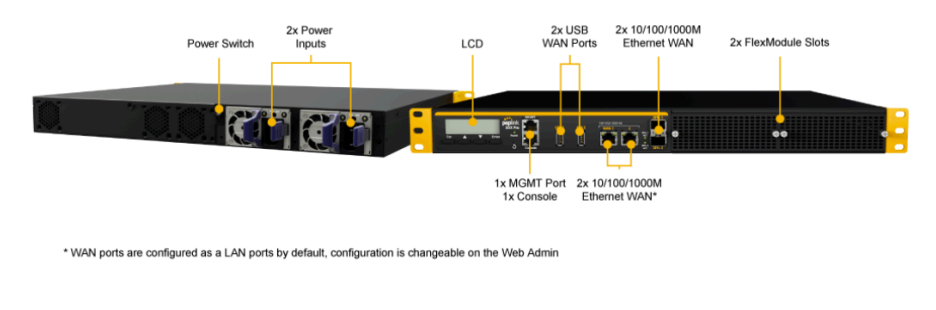 Power Switch
2x Power
Inputs
LCD
2x USB
WAN Ports
2x 10/100/1000M
Ethernet WAN
2x FlexModule Slots
peplink
1x MGMT Port
1x Console
2x 10/100/1000M
Ethernet WAN*
* WAN ports are configured as a LAN ports by default, configuration is changeable on the Web Admin